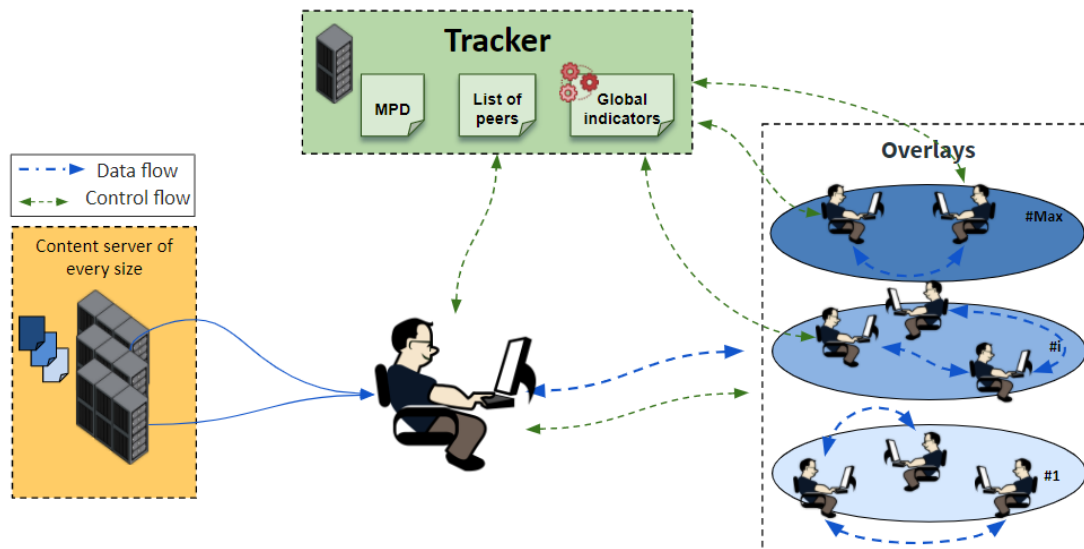 Tracker
MPD
List of
peers
Global
indicators
Data flow
Control flow
Content server of
every size
Overlays
#Max
#i
#1